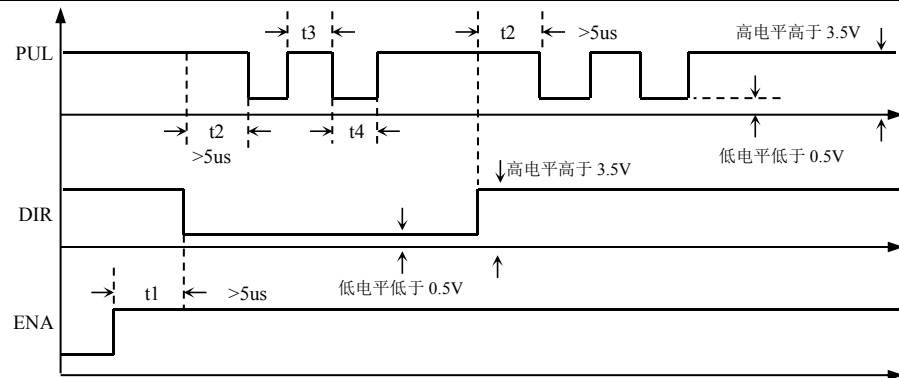 t3
t2
>5us
高电平高于 3.5V
PUL
t2
t4
>5us
低电平低于 0.5V
高电平高于 3.5V
DIR
t1
>5us
低电平低于 0.5V
ENA